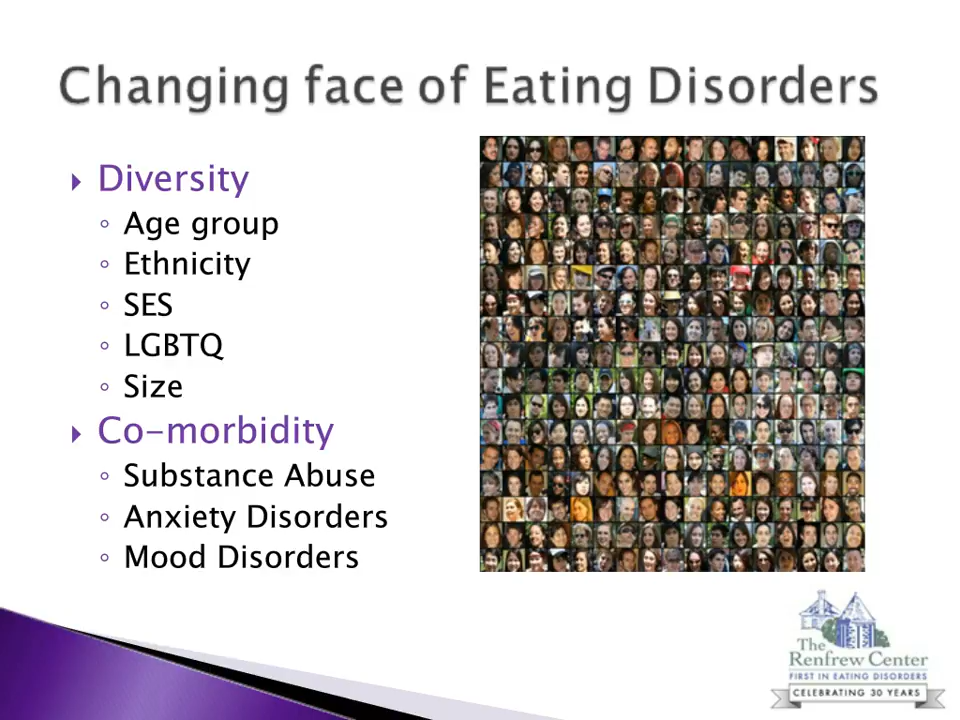 Changing face of Eating Disorders
Diversity
Age group
Ethnicity
SES
LGBTQ
Size
Co-morbidity
Substance Abuse
Anxiety Disorders
Mood Disorders
The
Renfrew Center
FIRST IN EATING DISORDERS
CELEBRATING 30 YEARS